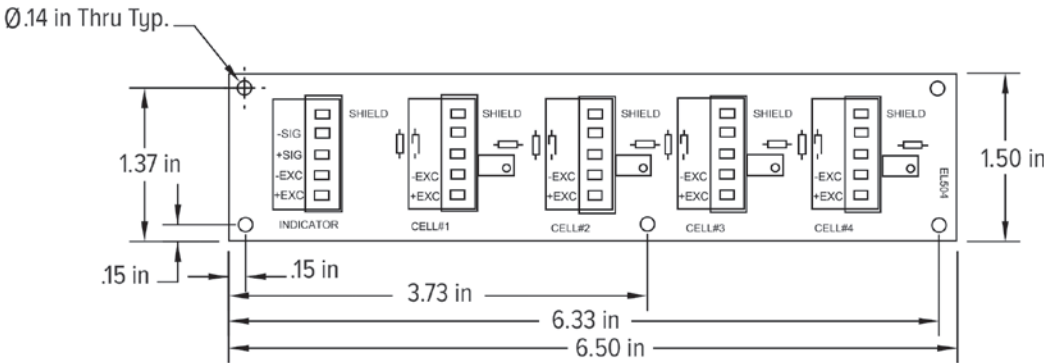 Ø.14 in Thru Typ.
SHIELD
SHIELD
SHIELD
SHIELD
SHIELD
-SIG
+SIG
-EXC
+EXC
-EXC
+EXC
-EXC
+EXC
-EXC
+EXC
-EXC
+EXC
INDICATOR
CELL#1
CELL#2
CELL#3
CELL#4
EL504
1.37 in
1.50 in
.15 in
.15 in
3.73 in
6.33 in
6.50 in